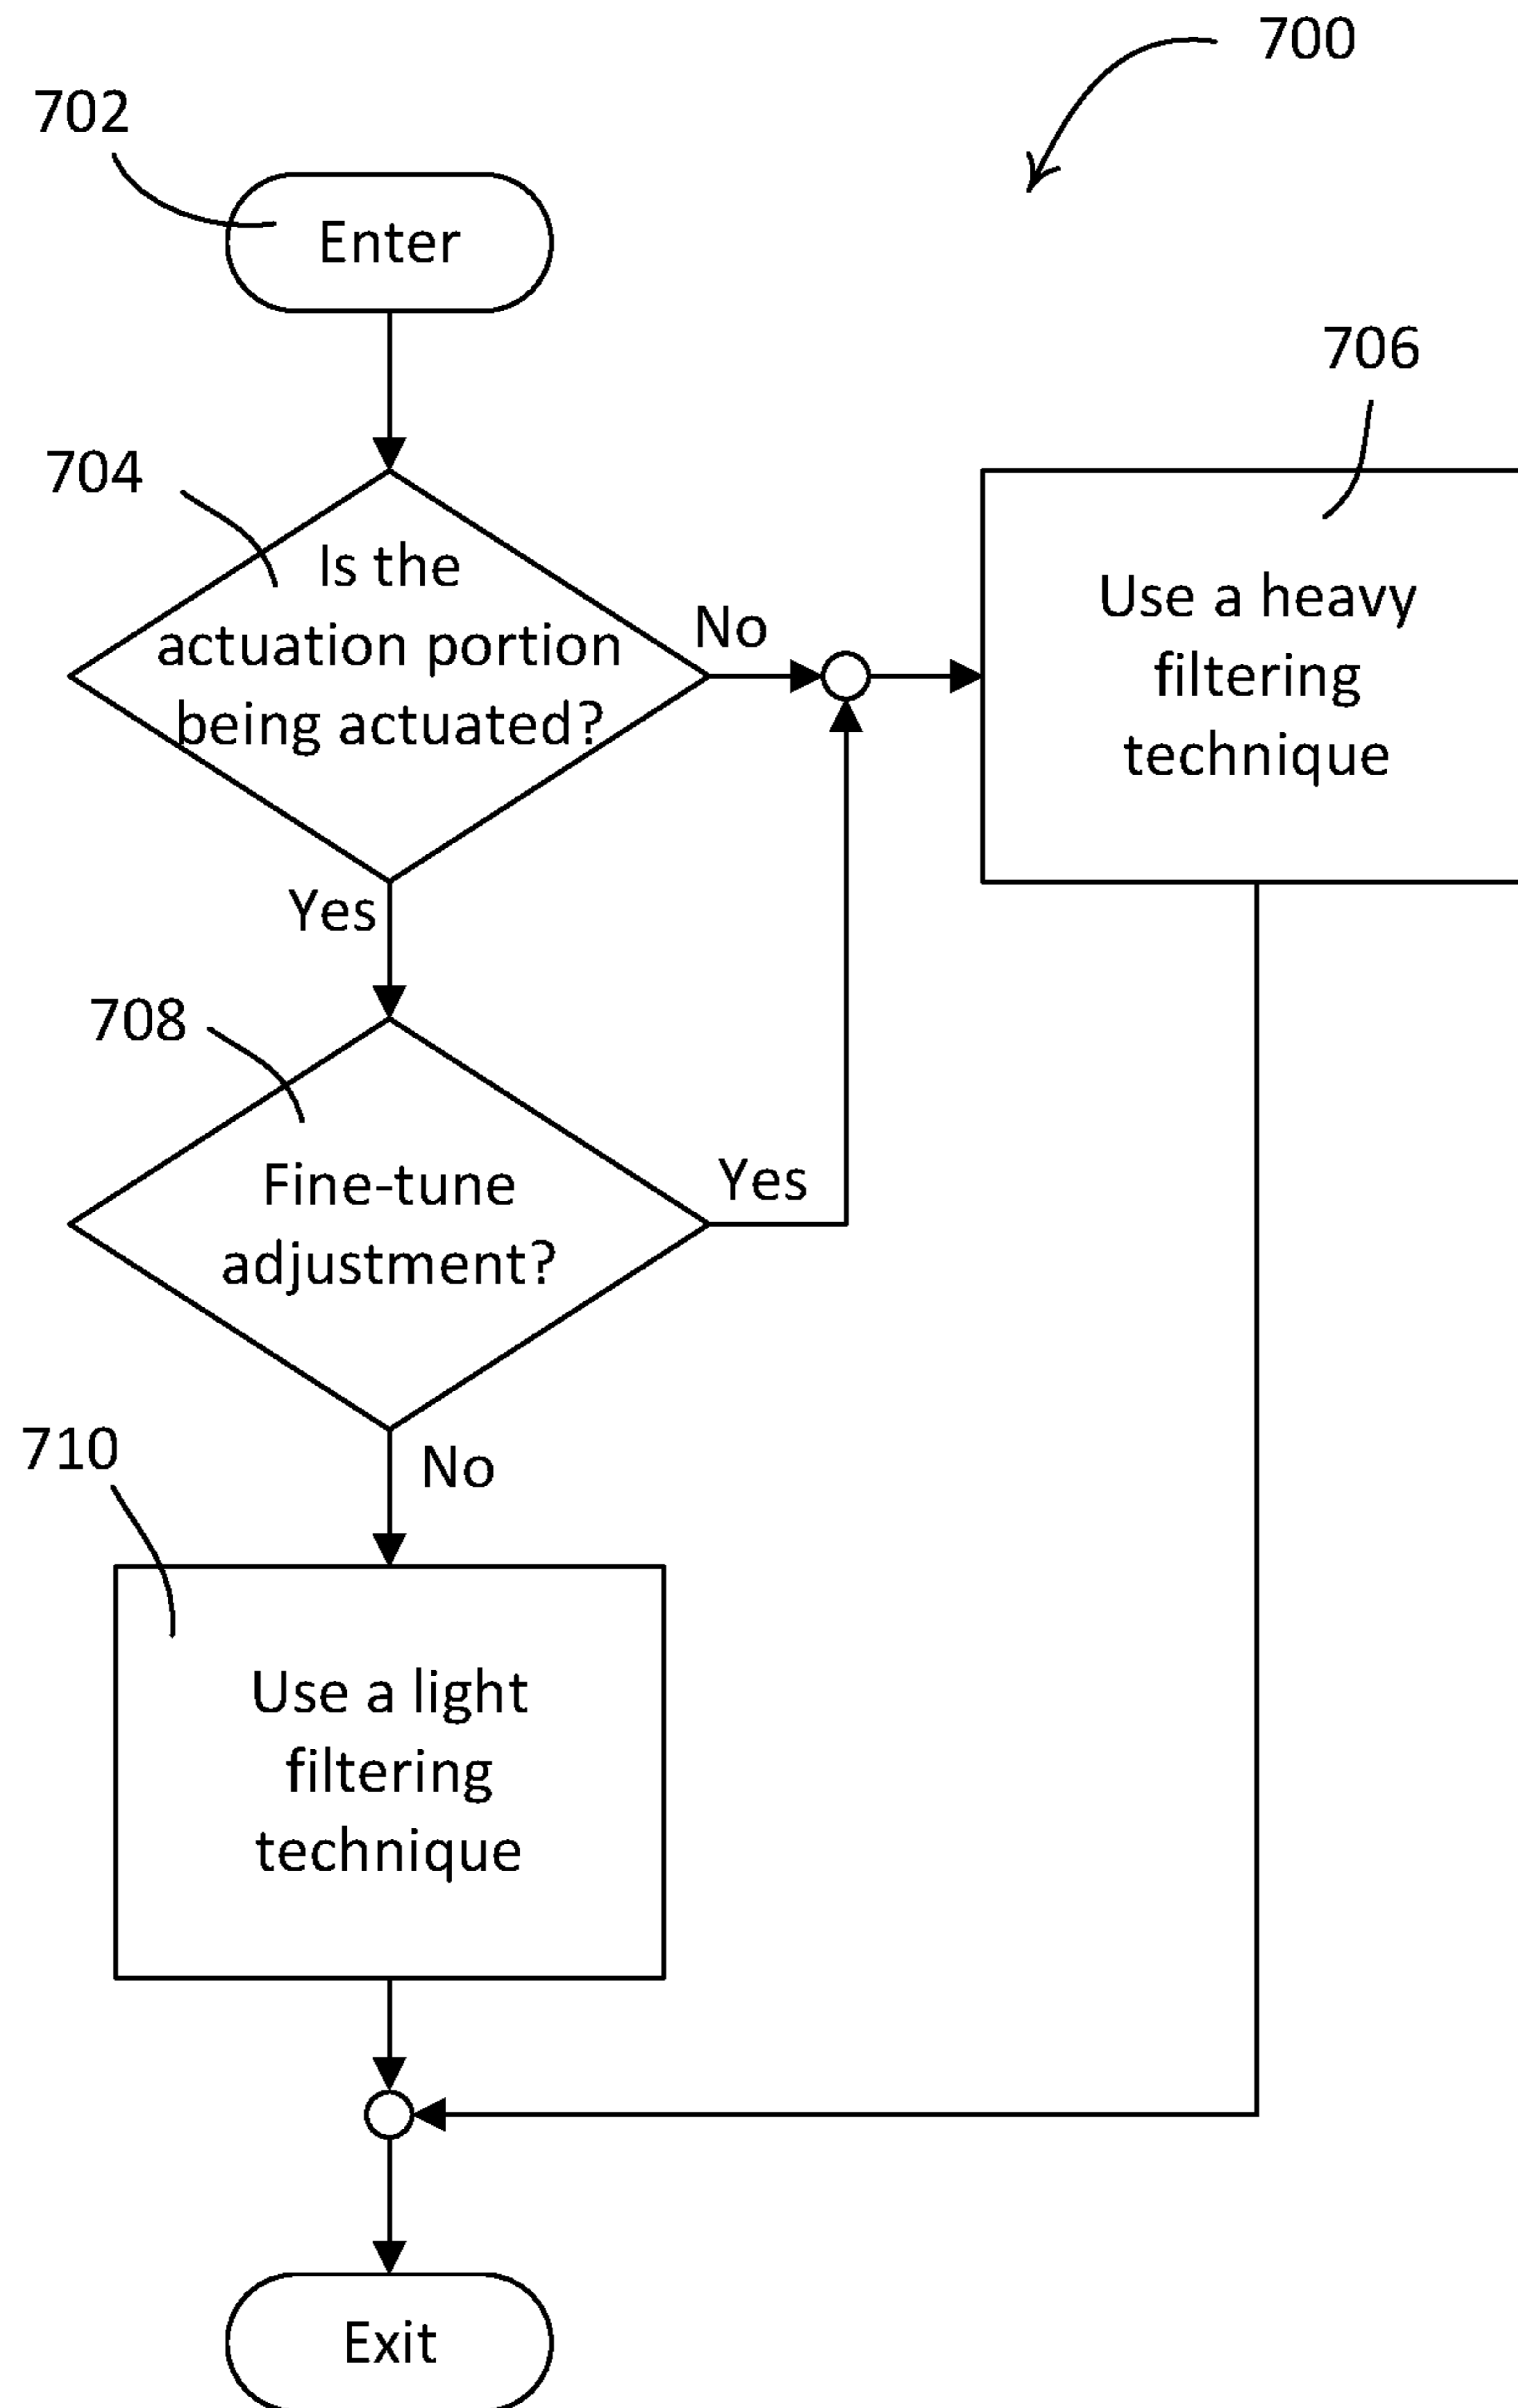 700
702
Enter
706
704
Is the
actuation portion
being actuated?
No
Use a heavy
filtering
technique
Yes
708
Fine-tune
adjustment?
Yes
710
No
Use a light
filtering
technique
Exit